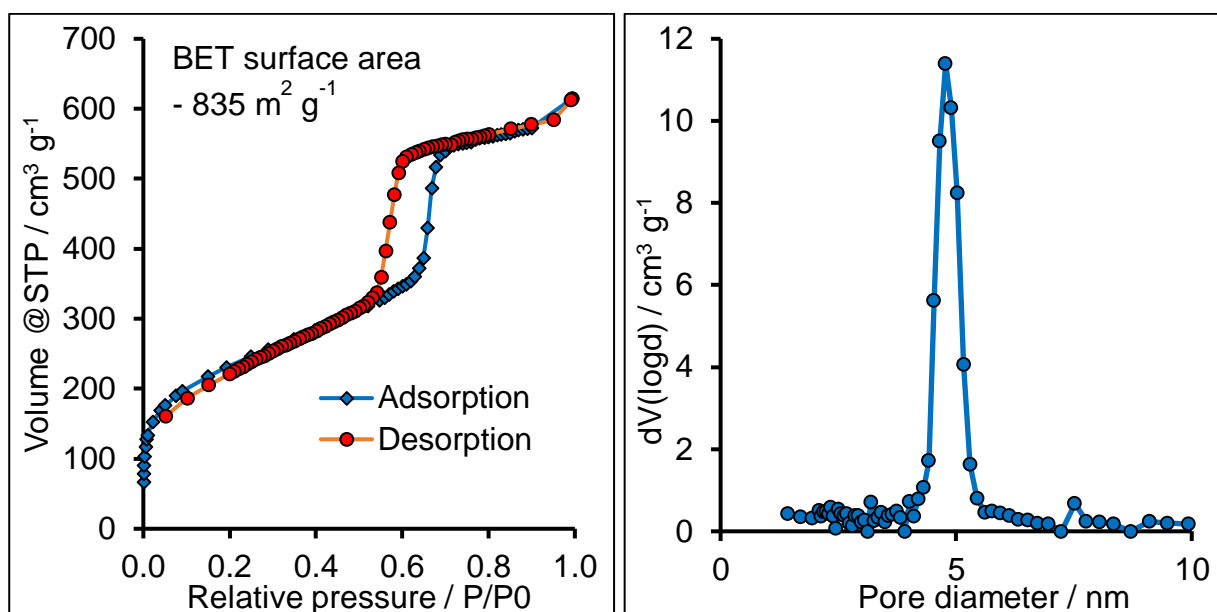 700
600
500
400
300
200
100
0
Volume @STP / cm³ g⁻¹
BET surface area
- 835 m² g⁻¹
Adsorption
Desorption
0.0 0.2 0.4 0.6 0.8 1.0
Relative pressure / P/P0
12
10
8
6
4
2
0
dV(logd) / cm³ g⁻¹
0 5 10
Pore diameter / nm